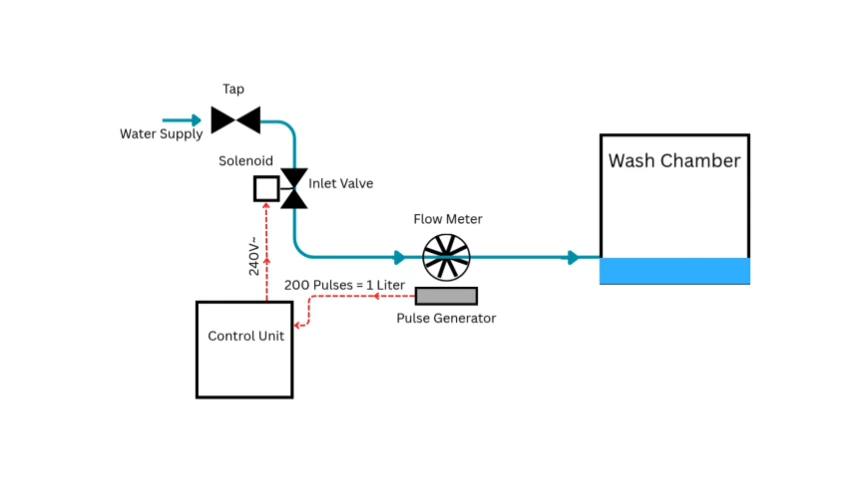 Tap
Water Supply
Solenoid
Inlet Valve
Wash Chamber
Flow Meter
240V~
200 Pulses = 1 Liter
Pulse Generator
Control Unit